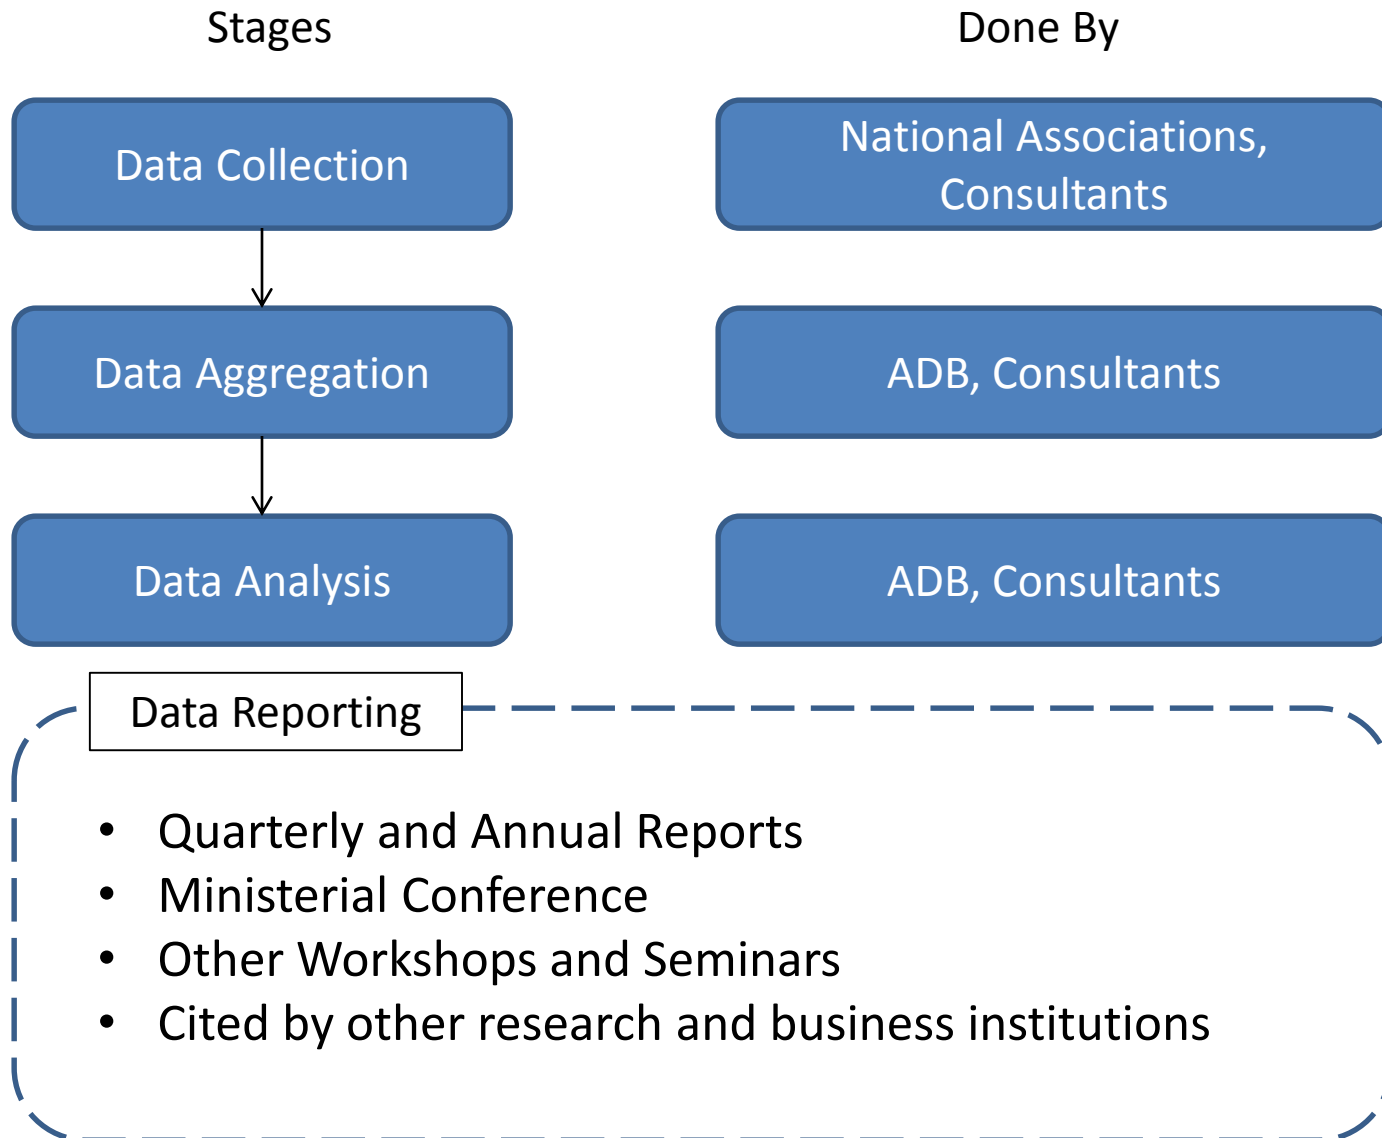 Stages
Done By
Data Collection
National Associations,
Consultants
Data Aggregation
ADB, Consultants
Data Analysis
ADB, Consultants
Data Reporting
• Quarterly and Annual Reports
• Ministerial Conference
• Other Workshops and Seminars
• Cited by other research and business institutions